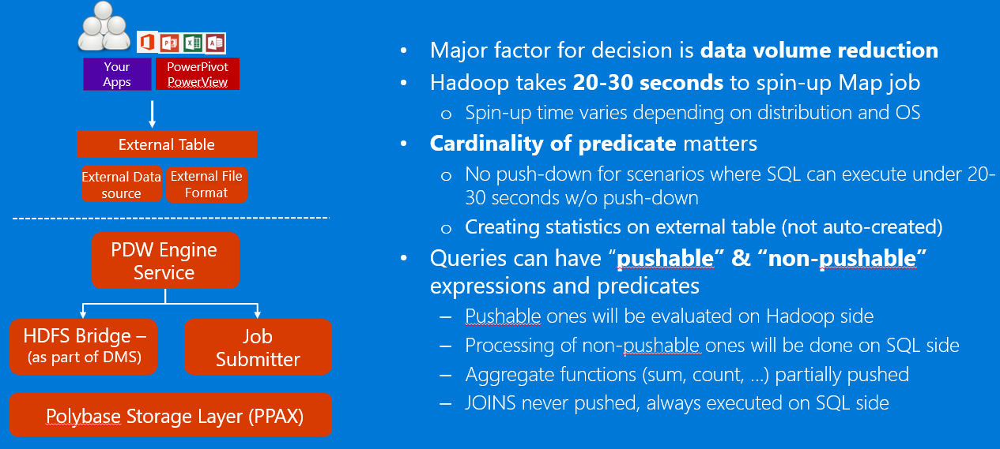 Your
Apps
PowerPivot
PowerView
External Table
External Data
source
External File
Format
PDW Engine
Service
HDFS Bridge –
(as part of DMS)
Job
Submitter
Polybase Storage Layer (PPAX)
• Major factor for decision is data volume reduction
• Hadoop takes 20-30 seconds to spin-up Map job
o Spin-up time varies depending on distribution and OS
• Cardinality of predicate matters
o No push-down for scenarios where SQL can execute under 20-
30 seconds w/o push-down
o Creating statistics on external table (not auto-created)
• Queries can have “pushable” & “non-pushable”
expressions and predicates
– Pushable ones will be evaluated on Hadoop side
– Processing of non-pushable ones will be done on SQL side
– Aggregate functions (sum, count, …) partially pushed
– JOINS never pushed, always executed on SQL side